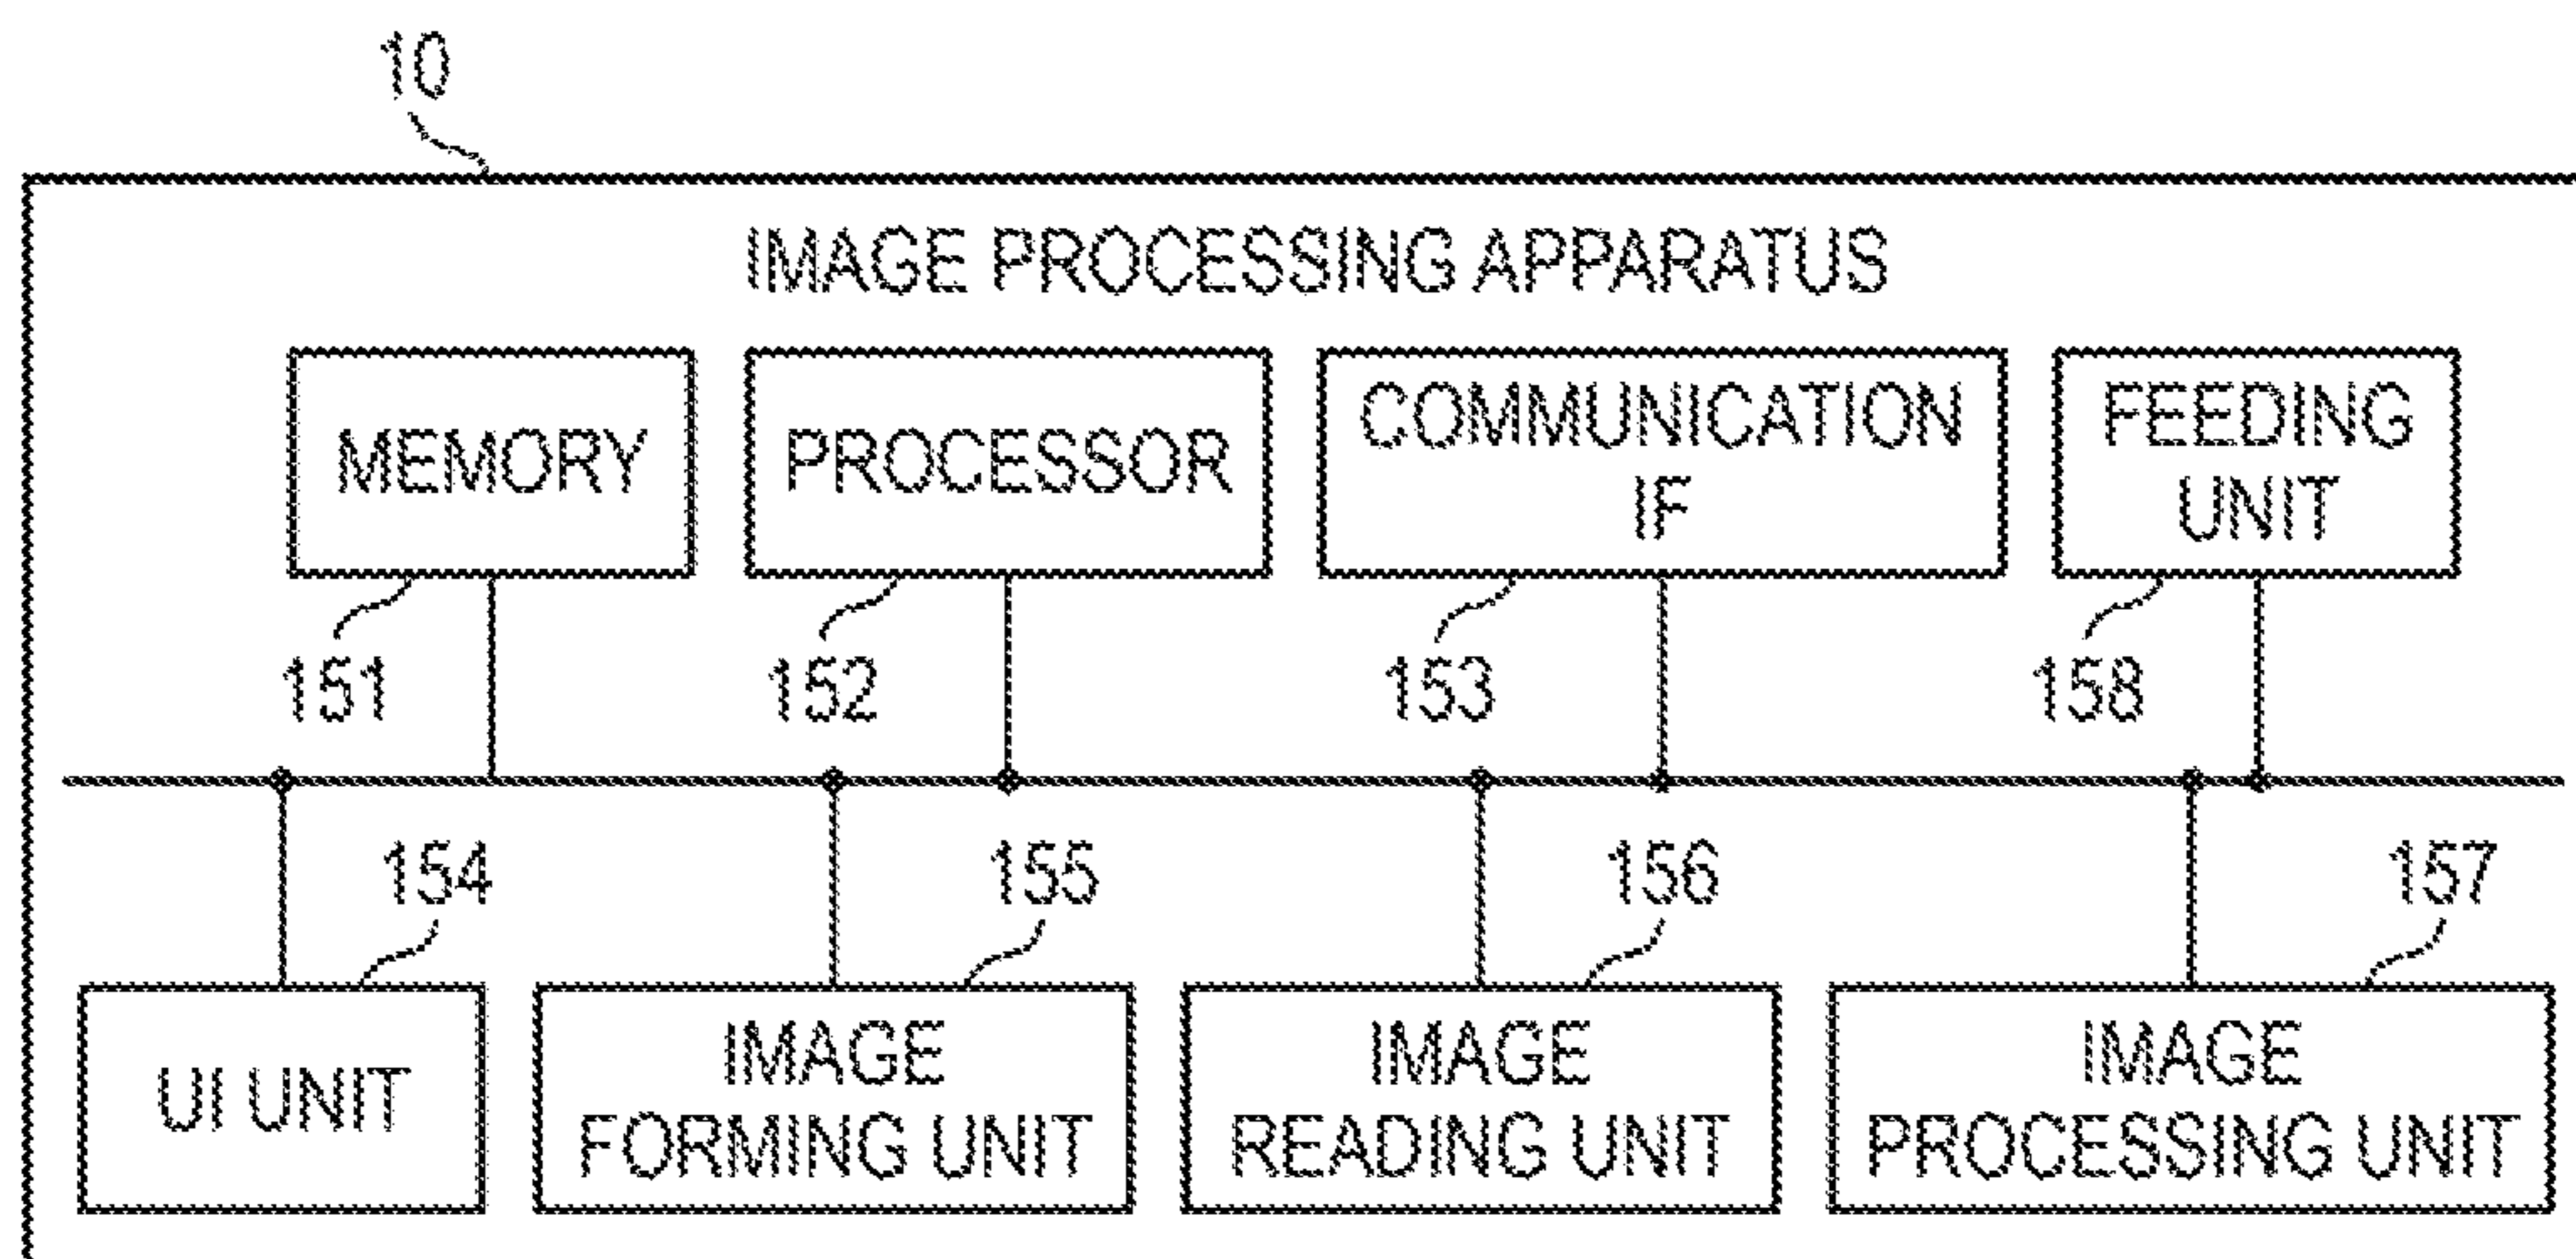 10
IMAGE PROCESSING APPARATUS
MEMORY
PROCESSOR
COMMUNICATION
IF
FEEDING
UNIT
151
152
153
158
154
155
156
157
UI UNIT
IMAGE
FORMING UNIT
IMAGE
READING UNIT
IMAGE
PROCESSING UNIT